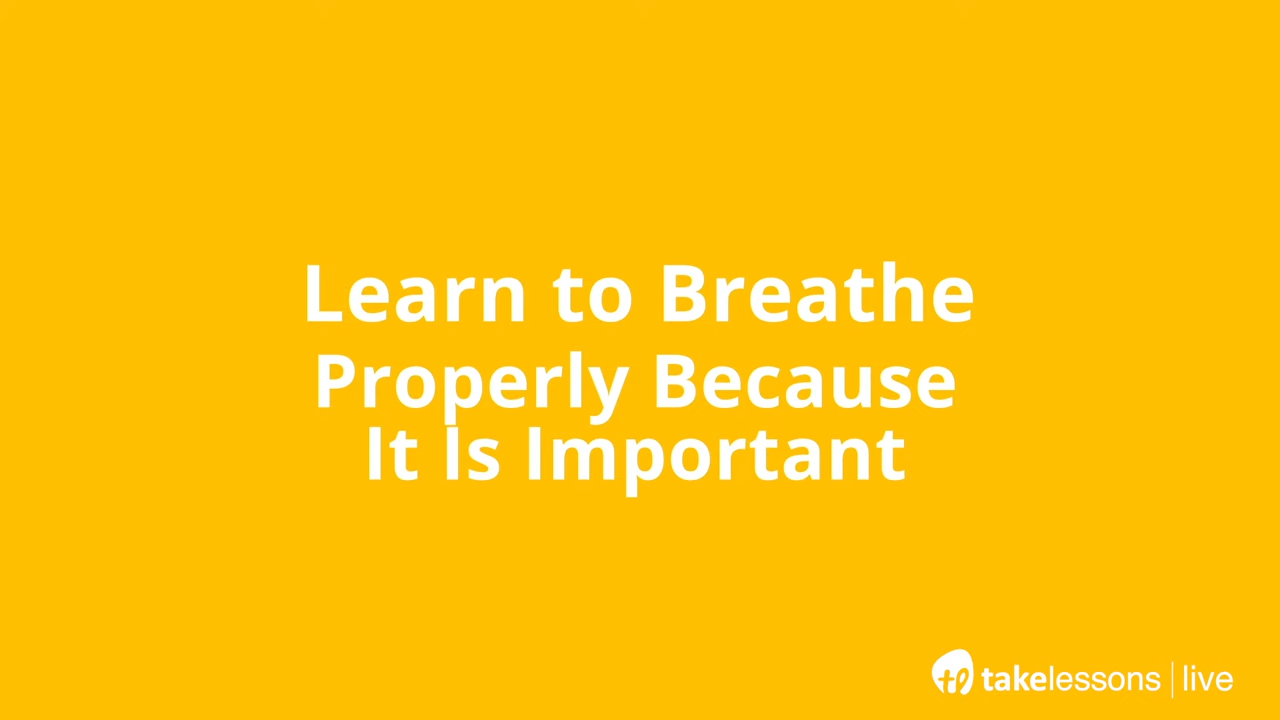 Learn to Breathe
Properly Because
It Is Important
takelessons | live